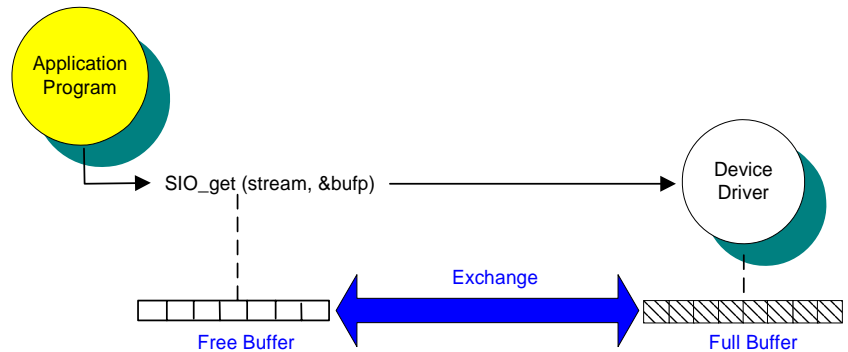 Application
Program
SIO_get (stream, &bufp)
Device
Driver
Exchange
Free Buffer
Full Buffer